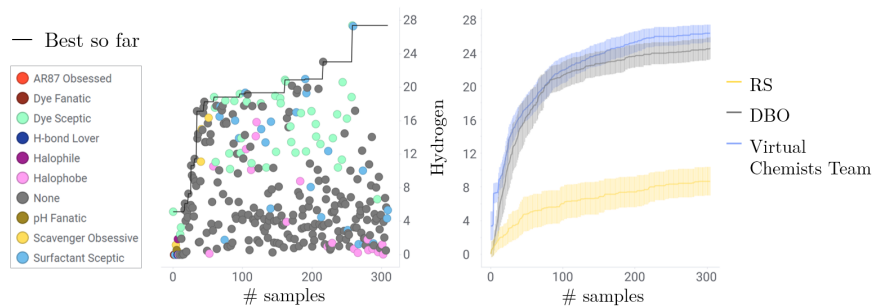 Best so far
AR87 Obsessed
Dye Fanatic
Dye Sceptic
H-bond Lover
Halophile
Halophobe
None
pH Fanatic
Scavenger Obsessive
Surfactant Sceptic
28
24
20
16
12
8
4
0
0
100
200
300
# samples
Hydrogen
28
24
20
16
12
8
4
0
0
100
200
300
# samples
RS
DBO
Virtual
Chemists Team